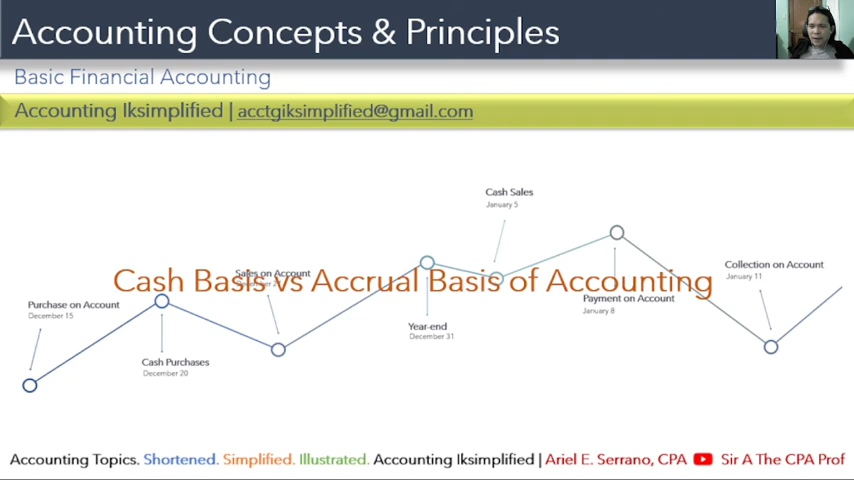 Accounting Concepts & Principles
Basic Financial Accounting
Accounting Iksimplified | acctgiksimplified@gmail.com
Cash Sales
January 5
Cash Basis vs Accrual Basis of Accounting
Sales on Account
December
Collection on Account
January 11
Purchase on Account
December 15
Payment on Account
January 8
Year-end
December 31
Cash Purchases
December 20
Accounting Topics. Shortened. Simplified. Illustrated. Accounting Iksimplified | Ariel E. Serrano, CPA Sir A The CPA Prof